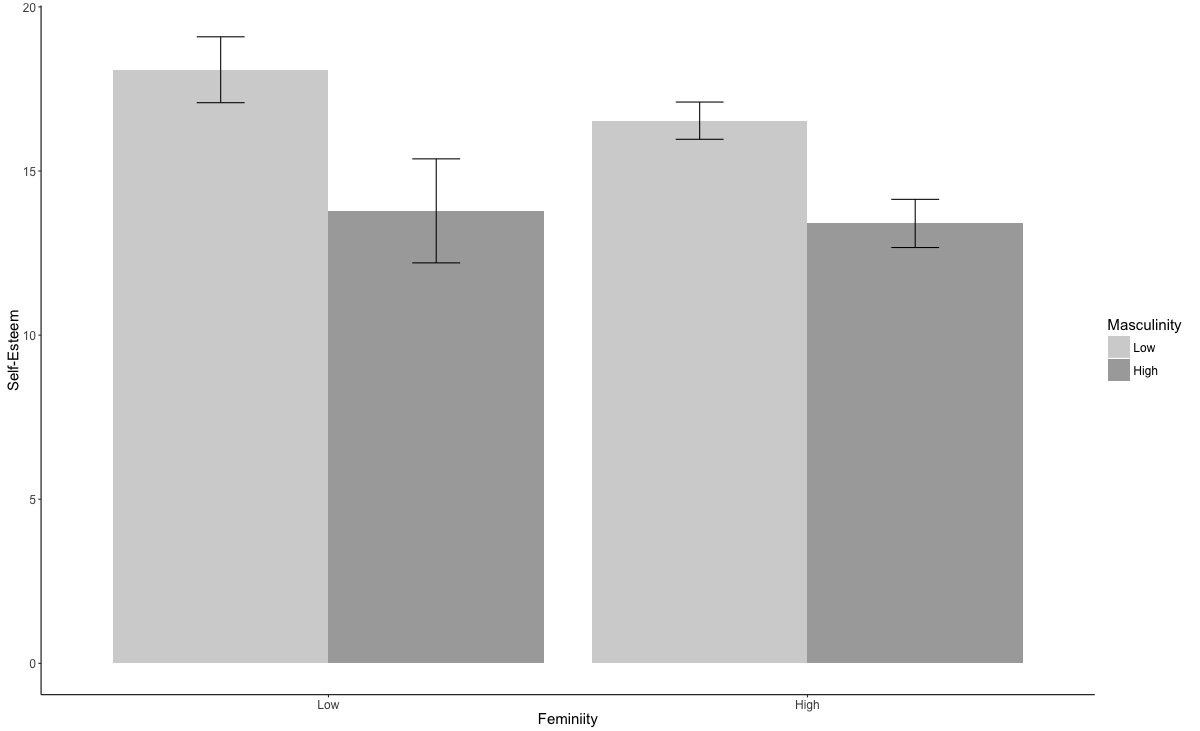 20
15
10
5
0
Self-Esteem
Low
High
Feminiity
Masculinity
Low
High